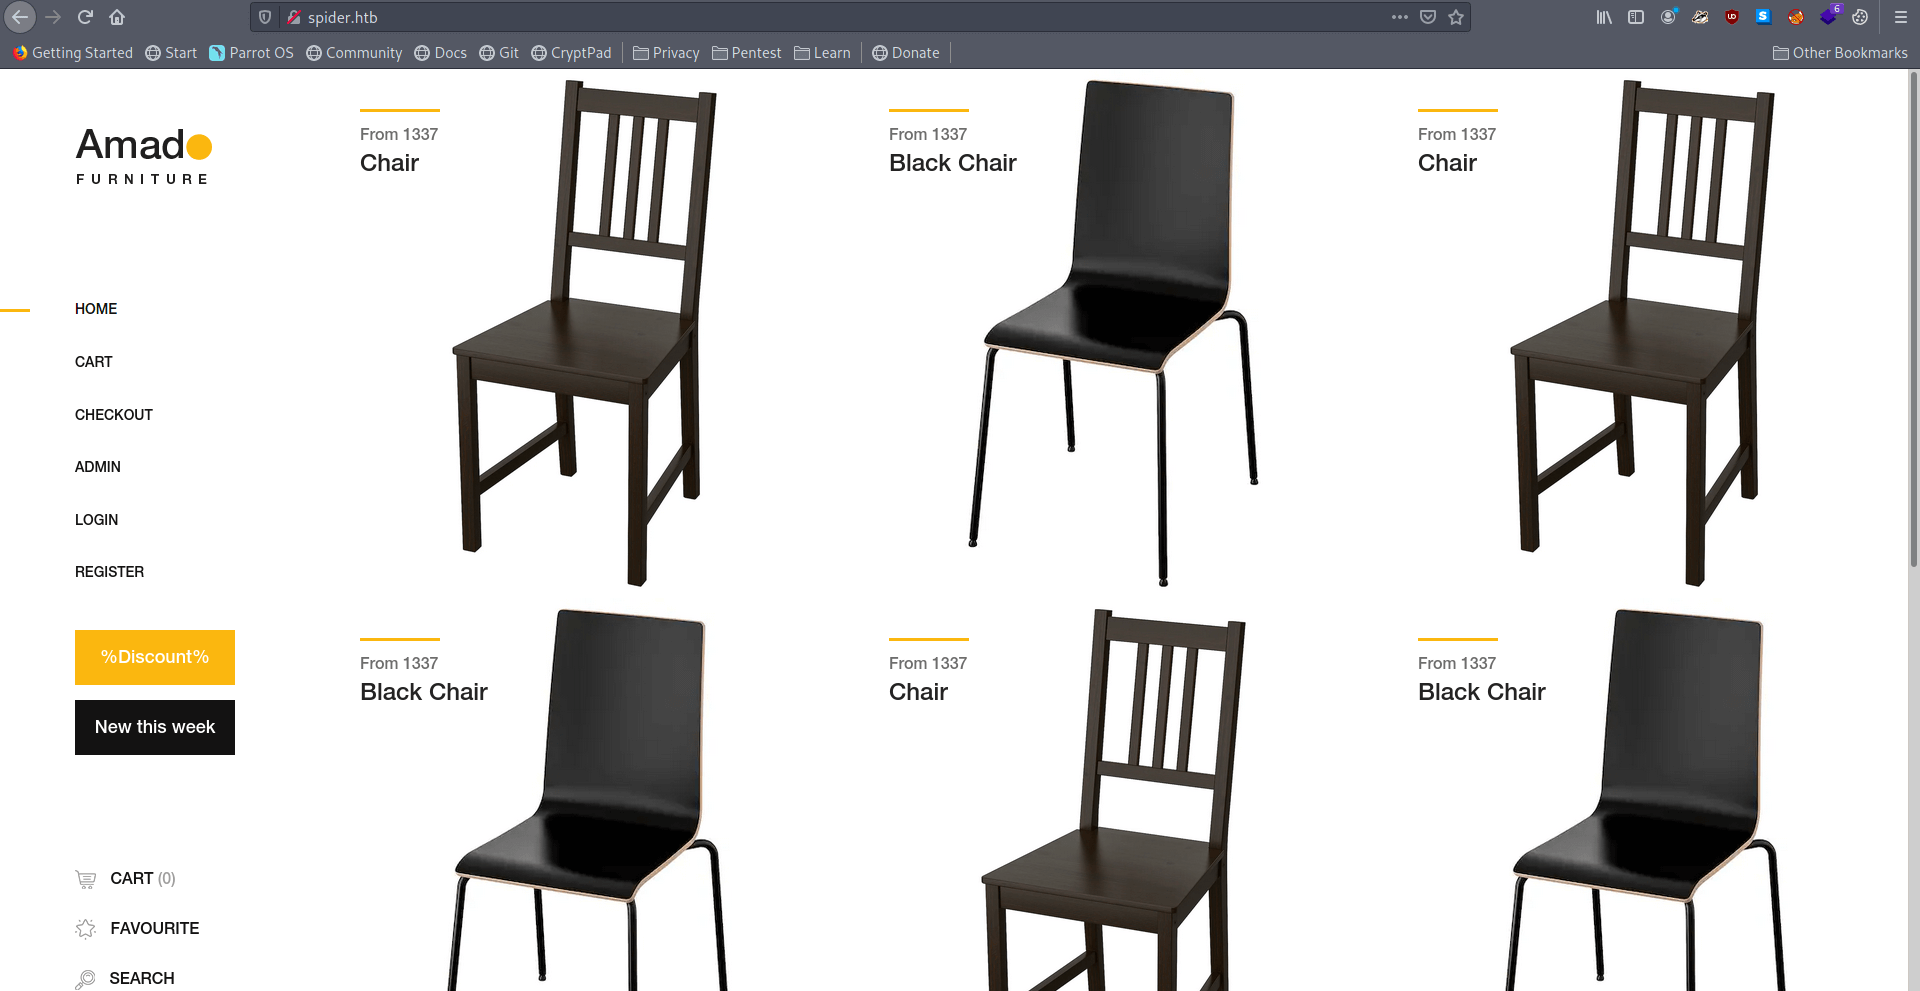 spider.htb
6
Getting Started Start Parrot OS Community Docs Git CryptPad Privacy Pentest Learn Donate Other Bookmarks
Amado
FURNITURE
HOME
CART
CHECKOUT
ADMIN
LOGIN
REGISTER
%Discount%
New this week
CART (0)
FAVOURITE
SEARCH
From 1337
Chair
From 1337
Black Chair
From 1337
Chair
From 1337
Black Chair
From 1337
Chair
From 1337
Black Chair